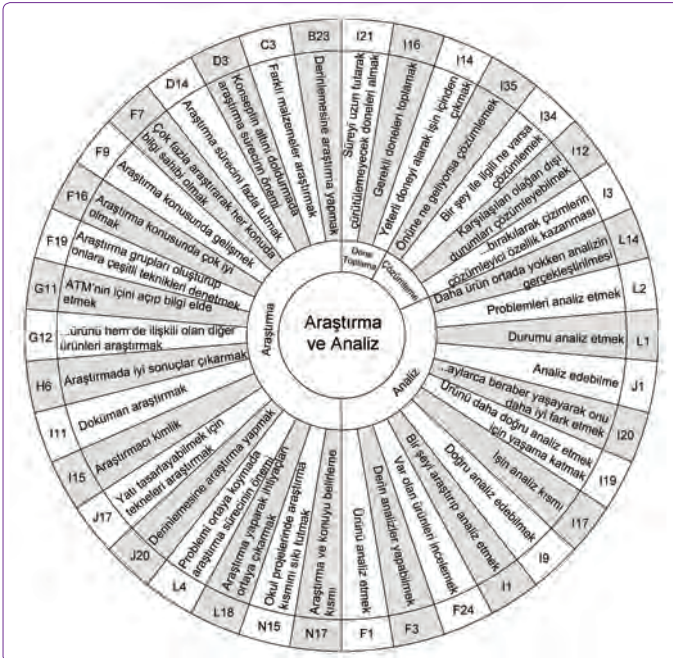 Araştırma
ve Analiz
Done
Toplama
Çözümleme
Analiz
Araştırma
I21
Süreyi uzun tutarak
çürütülemeyecek doneleri almak
I16
Gerekli doneleri toplamak
I14
Yeterli doneyi alarak işin içinden
çıkmak
I35
Önüne ne geliyorsa çözümlemek
I34
Bir şey ile ilgili ne varsa
çözümlemek
I12
Karşılaşılan olağan dışı
durumları çözümleyebilmek
I3
...bırakılarak çizimlerin
çözümleyici özellik kazanması
L14
Daha ürün ortada yokken analizin
gerçekleştirilmesi
L2
Problemleri analiz etmek
L1
Durumu analiz etmek
J1
Analiz edebilme
I20
...aylarca beraber yaşayarak onu
daha iyi fark etmek
I19
Ürünü daha doğru analiz etmek
için yaşama katmak
I17
İşin analiz kısmı
I9
Doğru analiz edebilmek
I1
Bir şeyi araştırıp analiz etmek
F24
Var olan ürünleri incelemek
F3
Derin analizler yapabilmek
F1
Ürünü analiz etmek
N17
Araştırma ve konuyu belirleme
kısmı
N15
Okul projelerinde araştırma
kısmını sıkı tutmak
L18
Araştırma yaparak ihtiyaçları
ortaya çıkarmak
L4
Problemi ortaya koymada
araştırma sürecinin önemi
J20
Derinlemesine araştırma yapmak
J17
Yatı tasarlayabilmek için
tekneleri araştırmak
I15
Araştırmacı kimlik
I11
Doküman araştırmak
H6
Araştırmada iyi sonuçlar çıkarmak
G12
...ürünü hem de ilişkili olan diğer
ürünleri araştırmak
G11
ATM'nin içini açıp bilgi elde
etmek
F19
Araştırma grupları oluşturup
onlara çeşitli teknikleri denetmek
F16
Araştırma konusunda çok iyi
olmak
F9
Araştırma konusunda gelişmek
F7
Çok fazla araştırarak her konuda
bilgi sahibi olmak
D14
Araştırma sürecini fazla tutmak
D3
Konseptin altını doldurmada
araştırma sürecinin önemi
C3
Farklı malzemeler araştırmak
B23
Derinlemesine araştırma yapmak